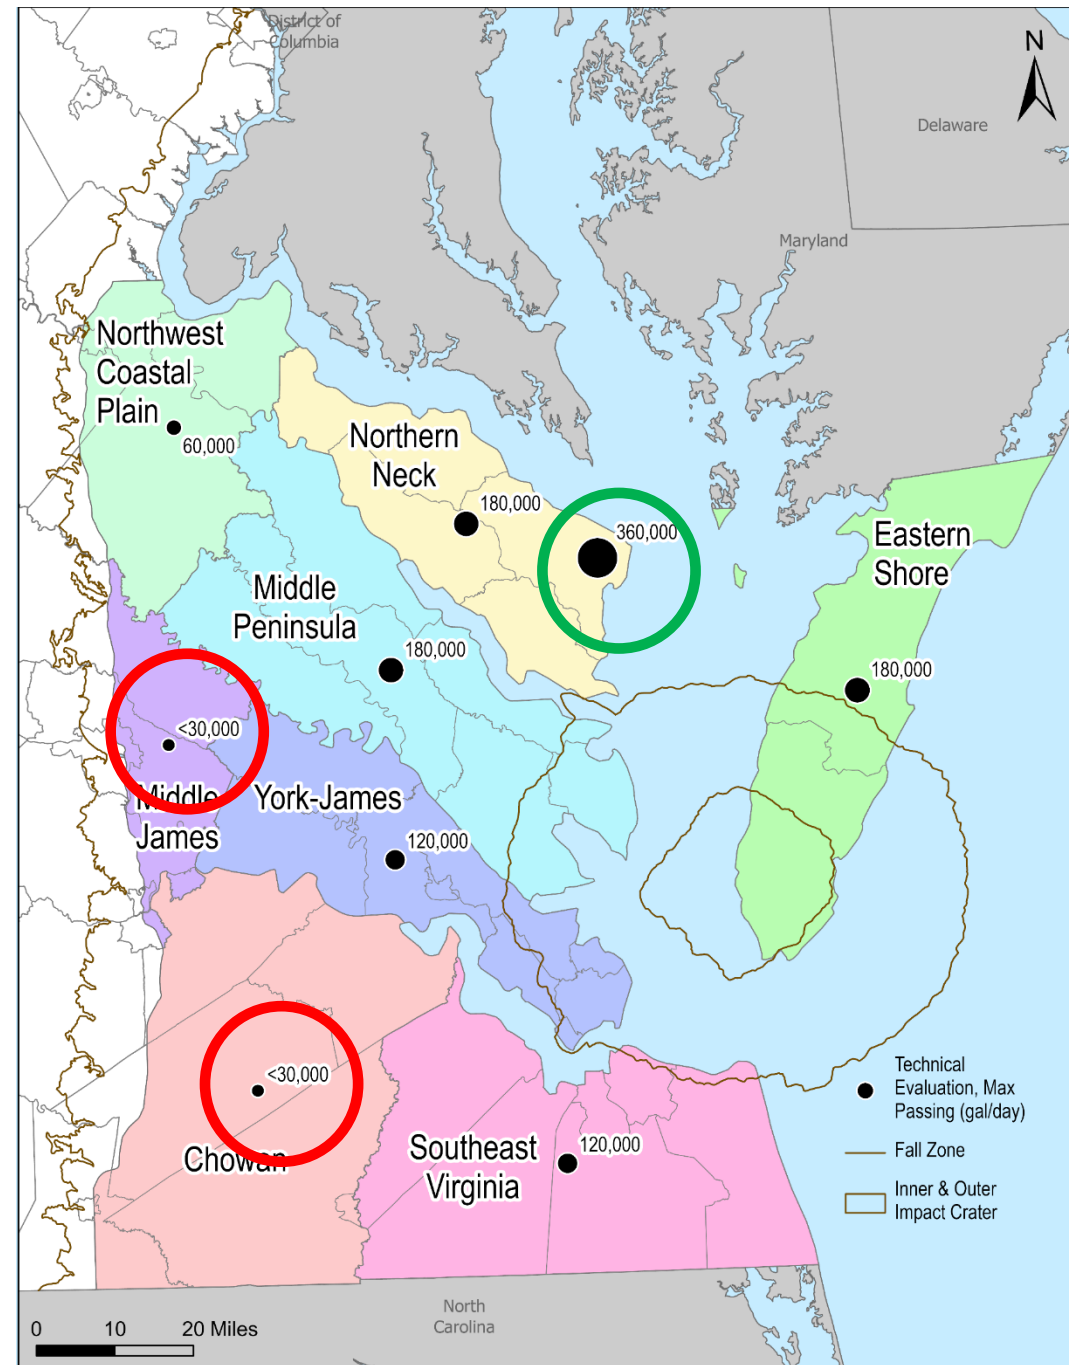 District of
Columbia
N
Delaware
Maryland
Northwest
Coastal
Plain
60,000
Northern
Neck
180,000
360,000
Eastern
Shore
180,000
Middle
Peninsula
180,000
<30,000
Middle
James
York-James
120,000
<30,000
Chowan
Southeast
Virginia
120,000
Technical
Evaluation, Max
Passing (gal/day)
Fall Zone
Inner & Outer
Impact Crater
North
Carolina
0 10 20 Miles